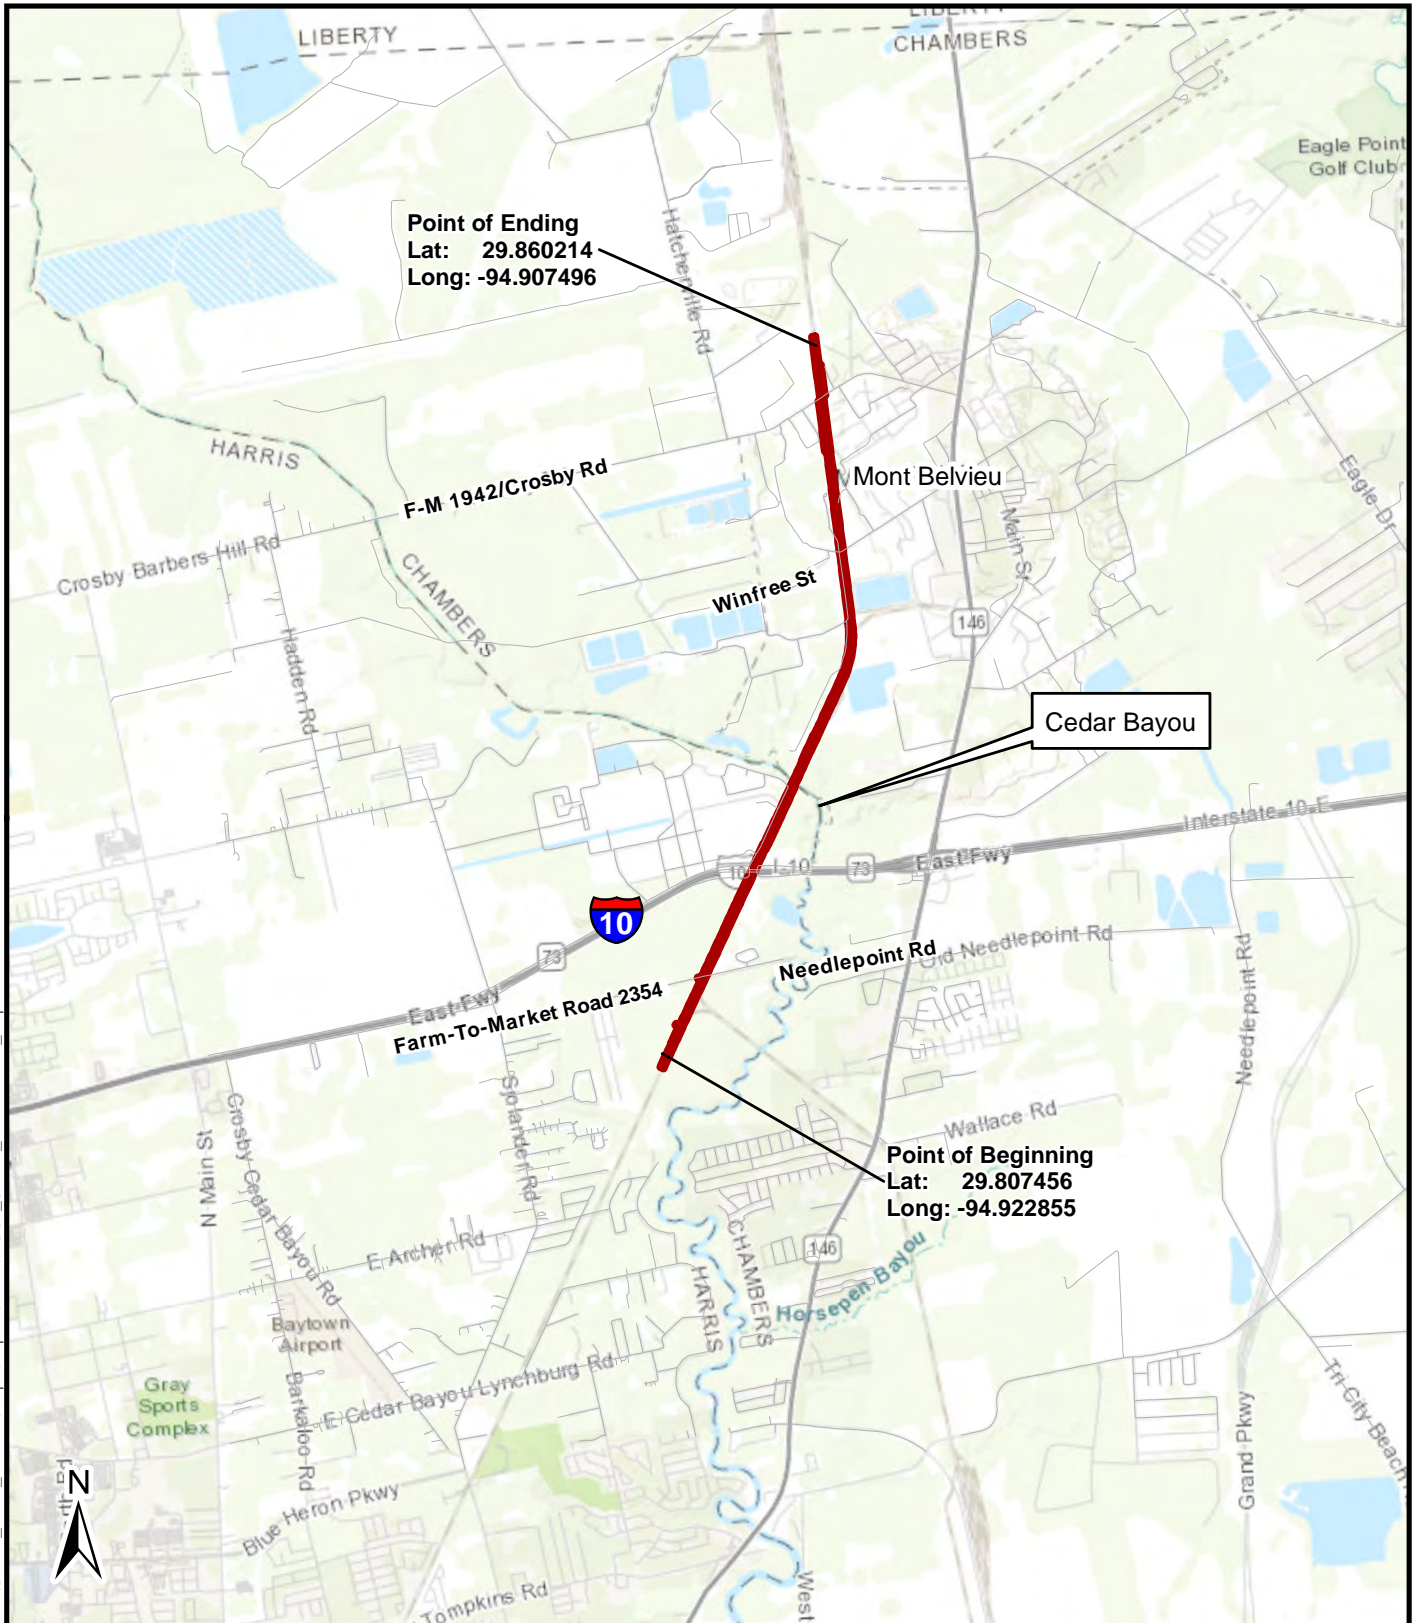 LIBERTY
LIBERTY
CHAMBERS
Eagle Point
Golf Club
Point of Ending
Lat: 29.860214
Long: -94.907496
Hatcherville Rd
HARRIS
F-M 1942/Crosby Rd
Mont Belvieu
Eagle Dr
Main St
Crosby Barbers Hill Rd
CHAMBERS
Winfree St
146
Hadden Rd
Cedar Bayou
Interstate 10 E
East Fwy
10
I-10
73
10
73
Needlepoint Rd
Old Needlepoint Rd
Needlepoint Rd
East Fwy
Farm-To-Market Road 2354
Sjolander Rd
Crosby Cedar Bayou Rd
N Main St
Wallace Rd
Point of Beginning
Lat: 29.807456
Long: -94.922855
E Archer Rd
CHAMBERS
HARRIS
146
Horsepen Bayou
Baytown
Airport
Barkaloo Rd
E Cedar Bayou Lynchburg Rd
Gray
Sports
Complex
Tri City Beach
Grand Pkwy
N
Blue Heron Pkwy
Tompkins Rd
West